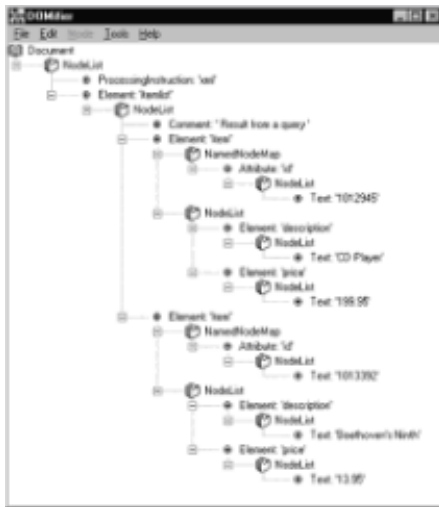 DOMifier
File Edit Node Tools Help
Document
NodeList
ProcessingInstruction: 'xml'
Element: 'itemlist'
NodeList
Comment: ' Result from a query '
Element: 'item'
NamedNodeMap
Attribute: 'id'
NodeList
Text: '1012945'
NodeList
Element: 'description'
NodeList
Text: 'CD Player'
Element: 'price'
NodeList
Text: '199.95'
Element: 'item'
NamedNodeMap
Attribute: 'id'
NodeList
Text: '1013392'
NodeList
Element: 'description'
NodeList
Text: 'Beethoven's Ninth'
Element: 'price'
NodeList
Text: '13.95'